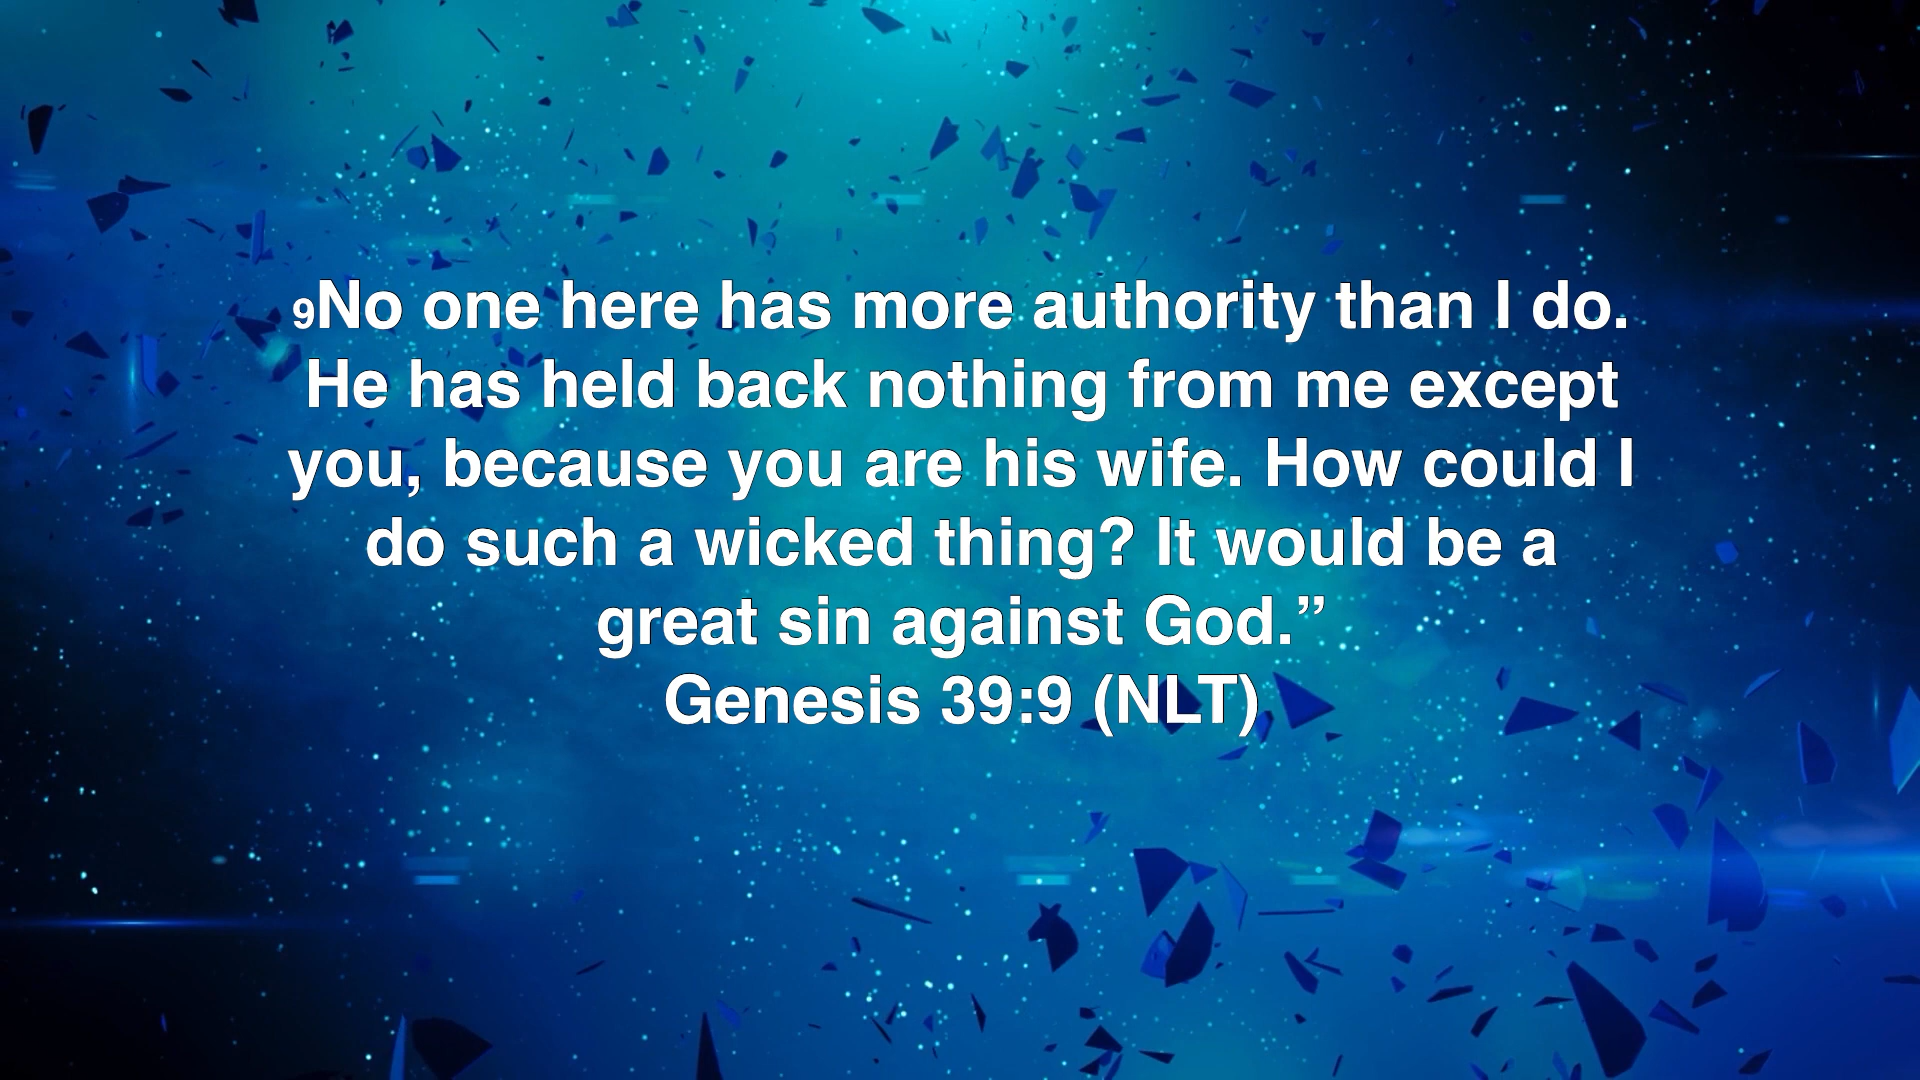 9No one here has more authority than I do.
He has held back nothing from me except
you, because you are his wife. How could I
do such a wicked thing? It would be a
great sin against God.”
Genesis 39:9 (NLT)